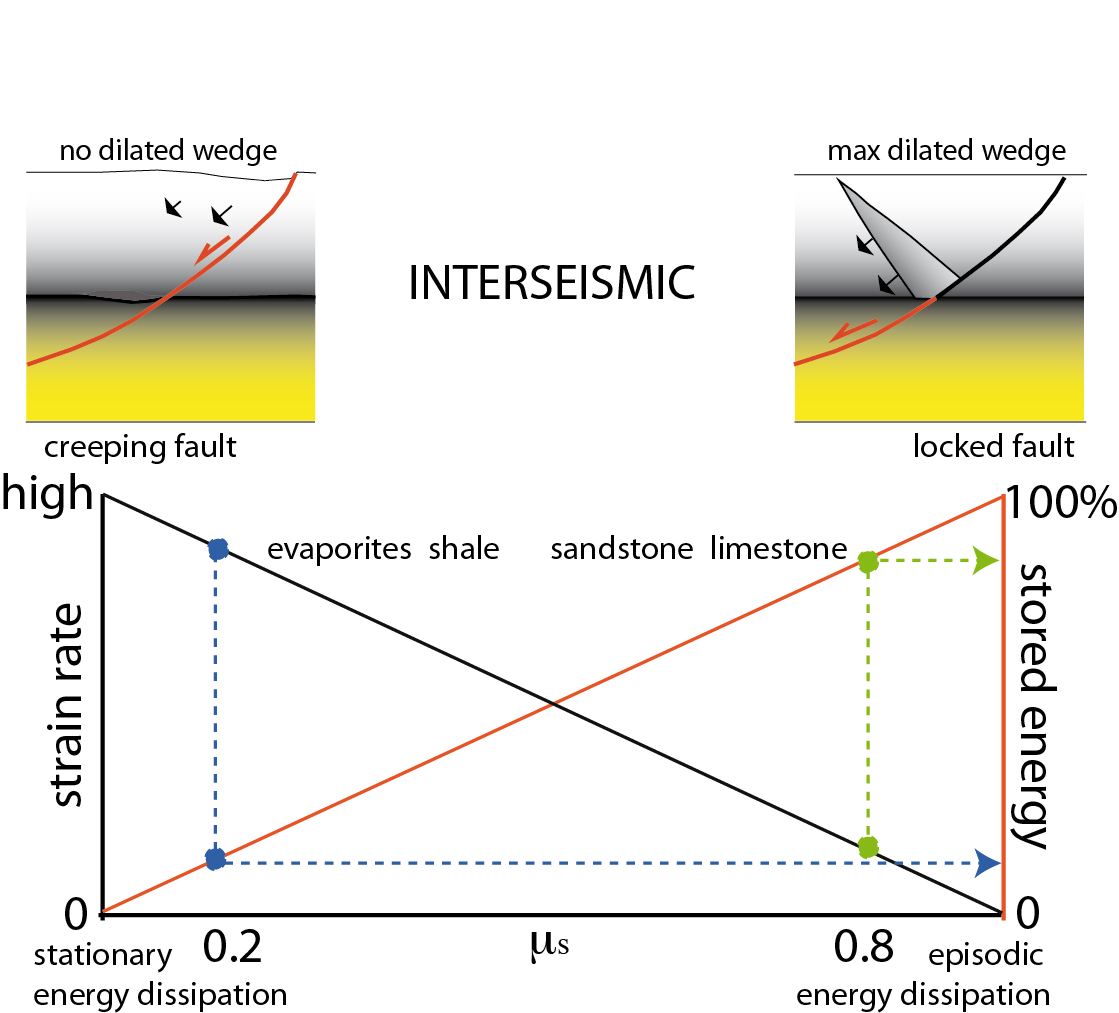 no dilated wedge
max dilated wedge
INTERSEISMIC
creeping fault
locked fault
high
100%
evaporites shale
sandstone limestone
strain rate
stored energy
0
0
0.2
μs
0.8
stationary
energy dissipation
episodic
energy dissipation